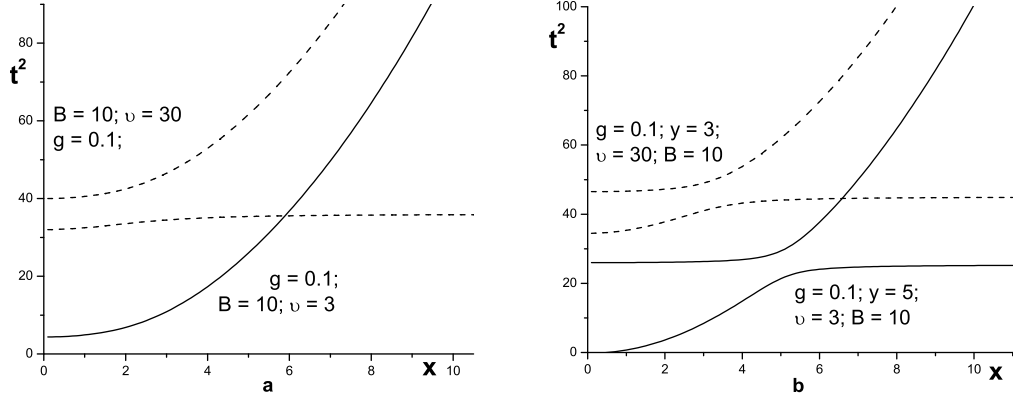 t²
80
60
40
20
0
B = 10; υ = 30
g = 0.1;
g = 0.1;
B = 10; υ = 3
0
2
4
6
8
10
x
a
t²
100
80
60
40
20
0
g = 0.1; y = 3;
υ = 30; B = 10
g = 0.1; y = 5;
υ = 3; B = 10
0
2
4
6
8
10
x
b